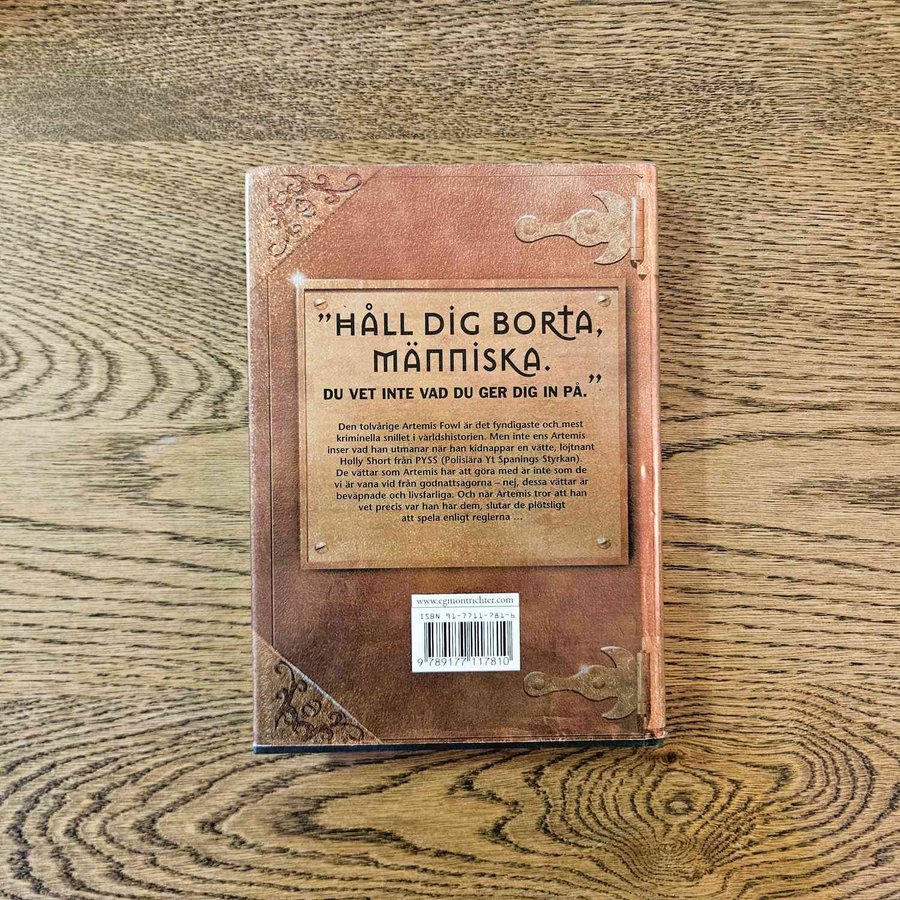 ”HÅLL DIG BORTA,
MÄNNISKA.
DU VET INTE VAD DU GER DIG IN PÅ.”
Den tolvårige Artemis Fowl är det fyndigaste och mest
kriminella snillet i världshistorien. Men inte ens Artemis
inser vad han utmanar när han kidnappar en vätte, löjtnant
Holly Short från PYSS (Polisiära Yt Spanings Styrkan).
De vättar som Artemis har att göra med är inte som de
vi är vana vid från godnattsagorna – nej, dessa vättar är
beväpnade och livsfarliga. Och när Artemis tror att han
vet precis var han har dem, slutar de plötsligt
att spela enligt reglerna ...
www.egmontrichter.com
ISBN 91-7711-781-6
9 789177 117810